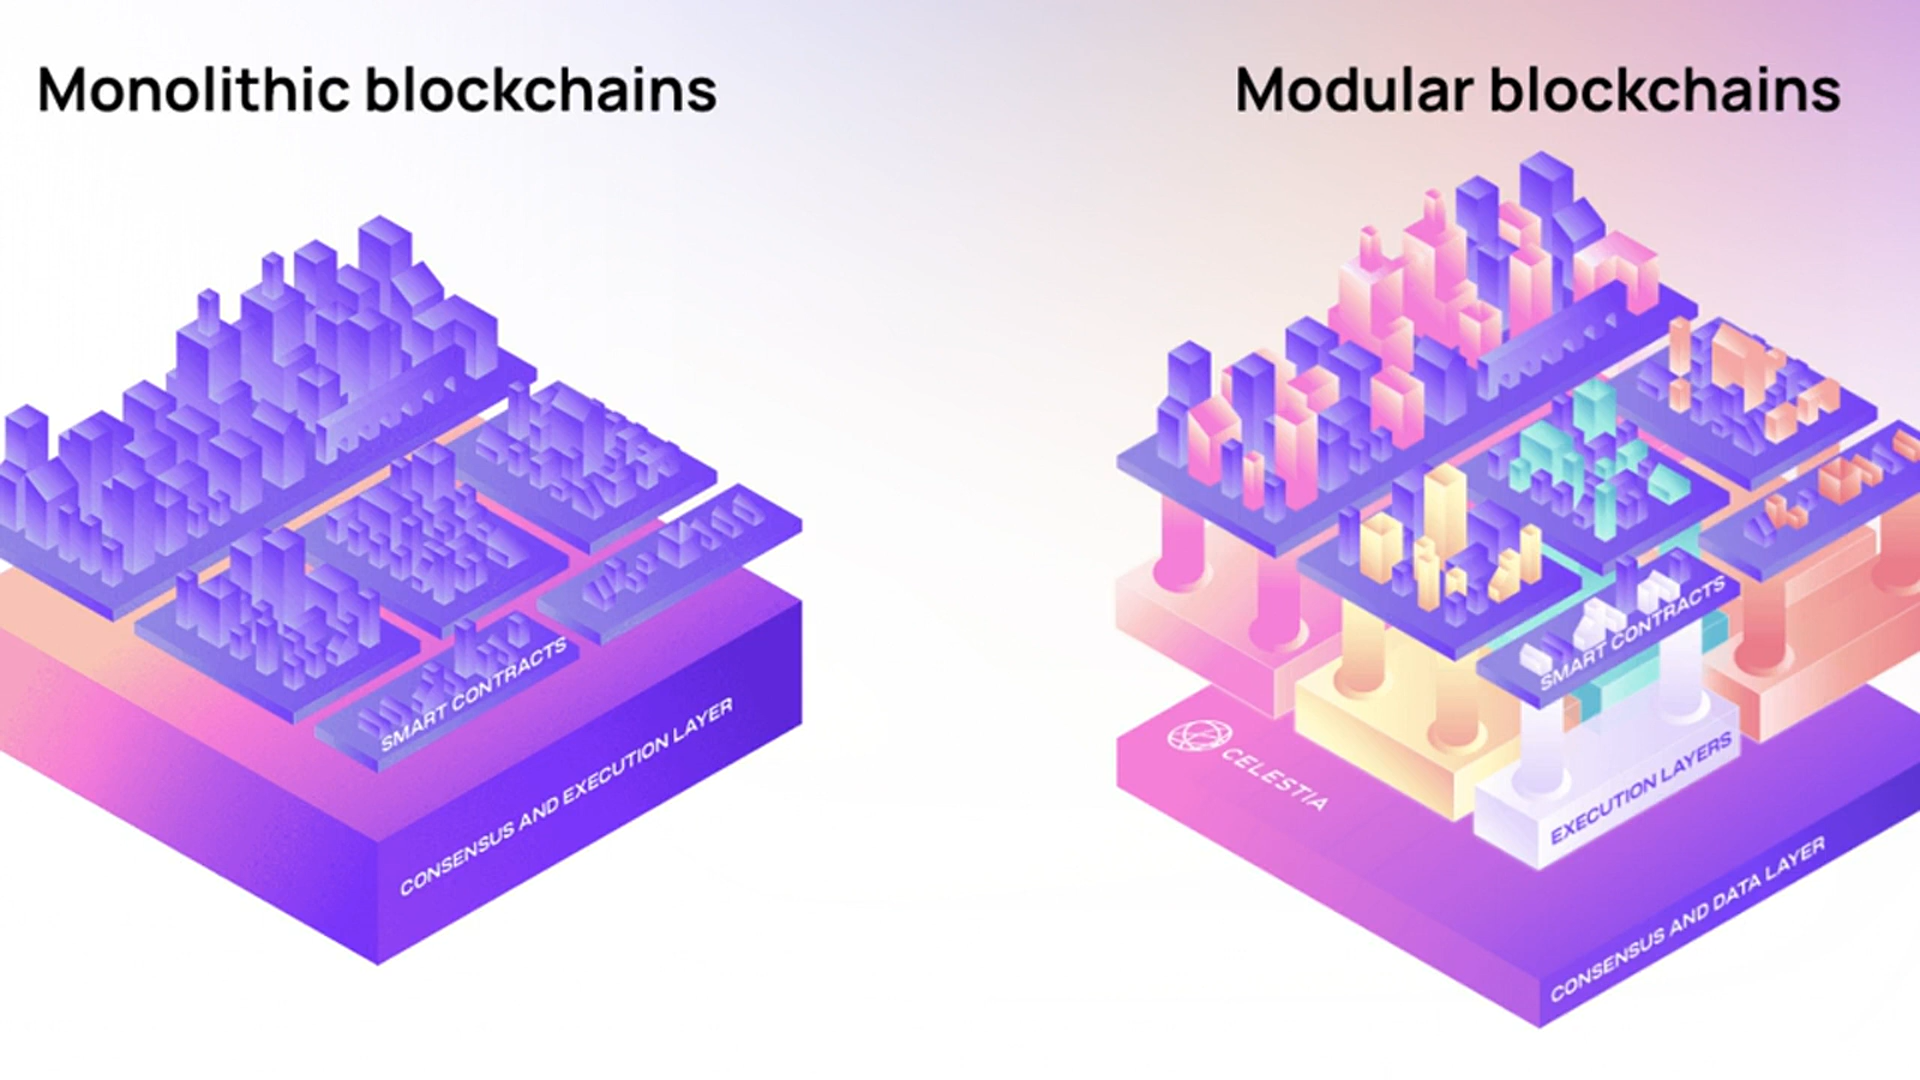 Monolithic blockchains
SMART CONTRACTS
CONSENSUS AND EXECUTION LAYER
Modular blockchains
SMART CONTRACTS
CELESTIA
EXECUTION LAYERS
CONSENSUS AND DATA LAYER